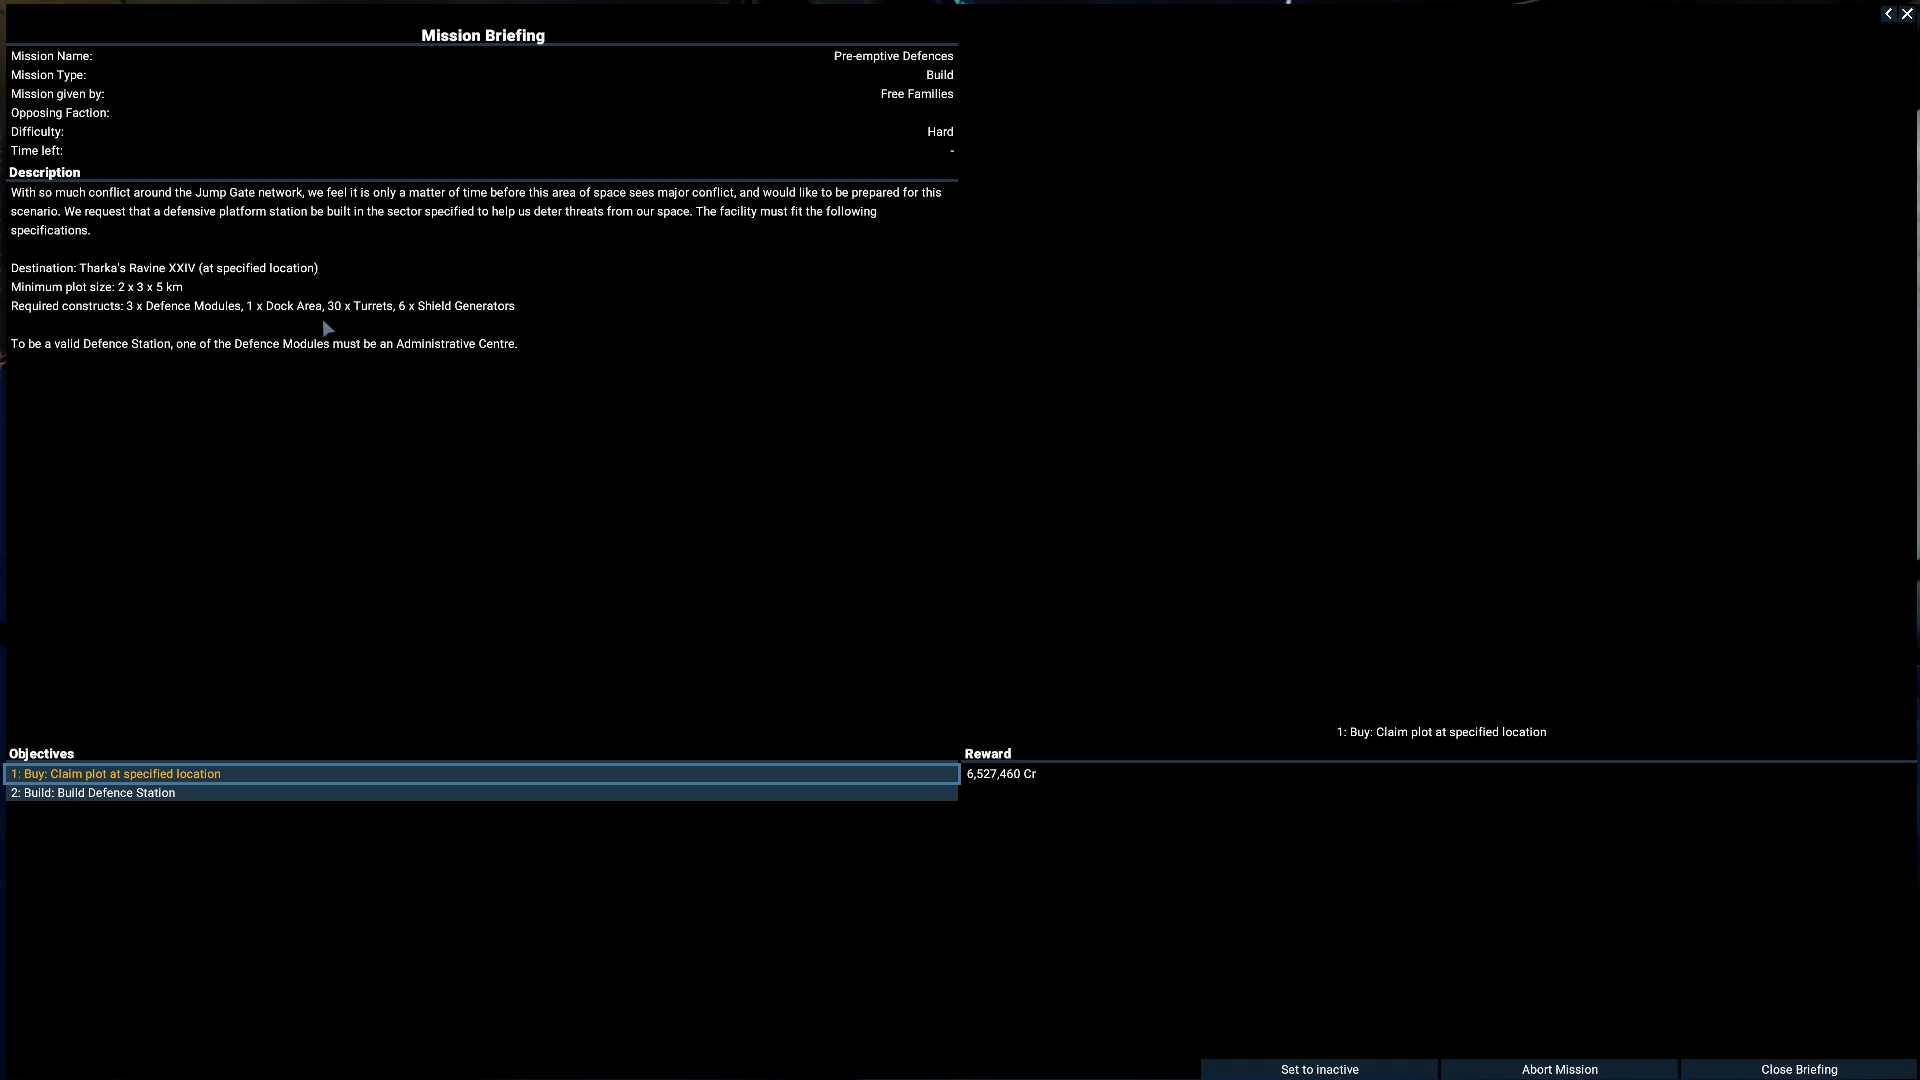 Mission Briefing
Mission Name: Pre-emptive Defences
Mission Type: Build
Mission given by: Free Families
Opposing Faction:
Difficulty: Hard
Time left: -
Description
With so much conflict around the Jump Gate network, we feel it is only a matter of time before this area of space sees major conflict, and would like to be prepared for this
scenario. We request that a defensive platform station be built in the sector specified to help us deter threats from our space. The facility must fit the following
specifications.
Destination: Tharka's Ravine XXIV (at specified location)
Minimum plot size: 2 x 3 x 5 km
Required constructs: 3 x Defence Modules, 1 x Dock Area, 30 x Turrets, 6 x Shield Generators
To be a valid Defence Station, one of the Defence Modules must be an Administrative Centre.
1: Buy: Claim plot at specified location
Objectives
1: Buy: Claim plot at specified location
2: Build: Build Defence Station
Reward
6,527,460 Cr
Set to inactive
Abort Mission
Close Briefing